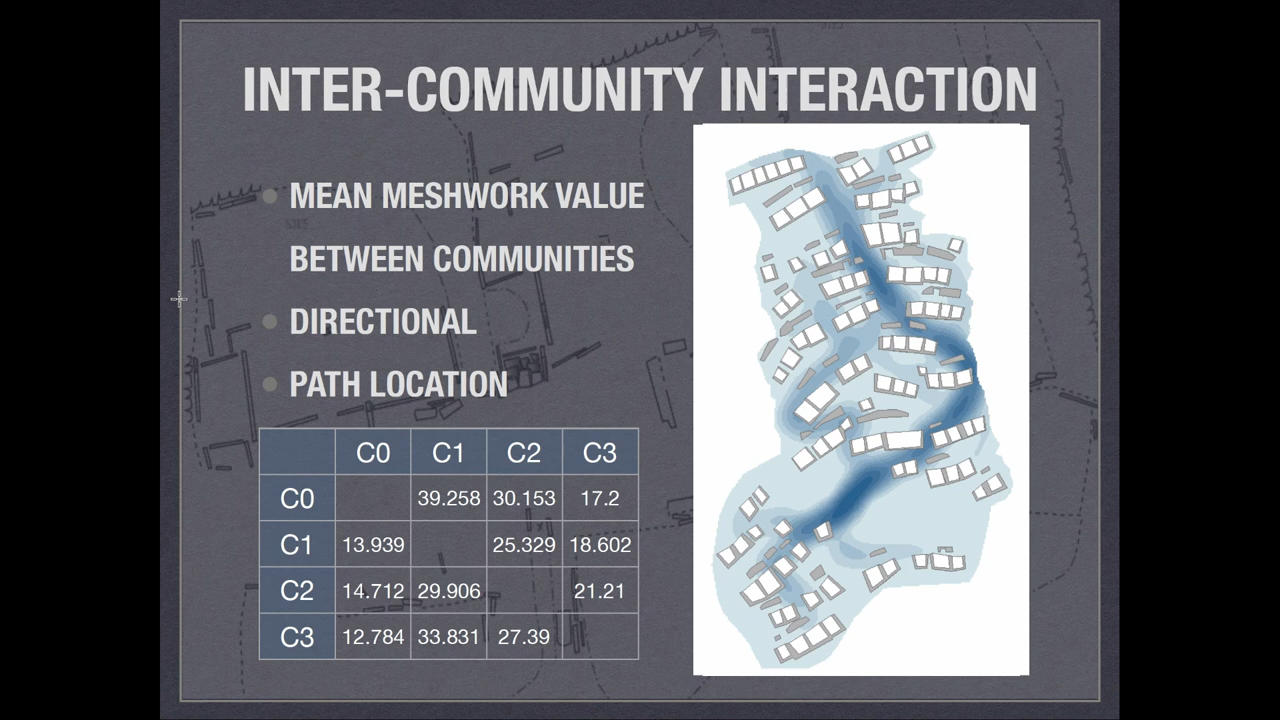 INTER-COMMUNITY INTERACTION
MEAN MESHWORK VALUE
BETWEEN COMMUNITIES
DIRECTIONAL
PATH LOCATION
C0 C1 C2 C3
C0 39.258 30.153 17.2
C1 13.939 25.329 18.602
C2 14.712 29.906 21.21
C3 12.784 33.831 27.39